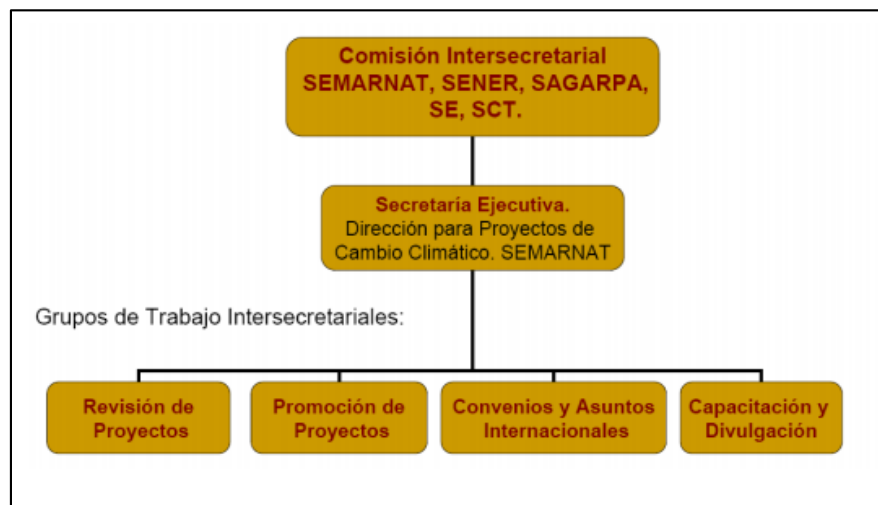 Comisión Intersecretarial
SEMARNAT, SENER, SAGARPA,
SE, SCT.
Secretaría Ejecutiva.
Dirección para Proyectos de
Cambio Climático. SEMARNAT
Grupos de Trabajo Intersecretariales:
Revisión de
Proyectos
Promoción de
Proyectos
Convenios y Asuntos
Internacionales
Capacitación y
Divulgación